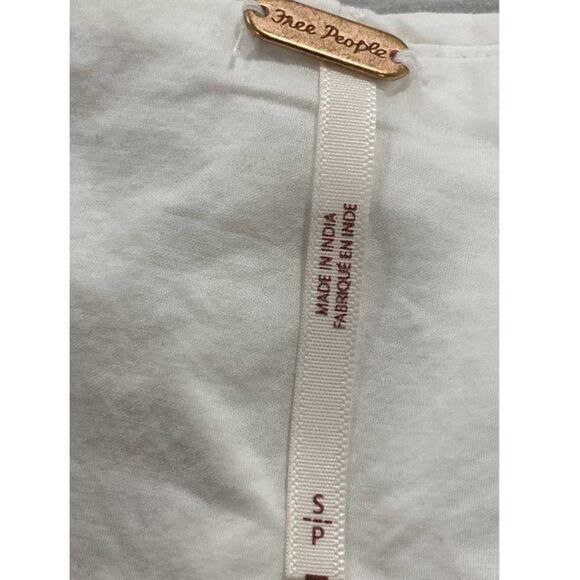 Free People
MADE IN INDIA
FABRIQUÉ EN INDE
S
P